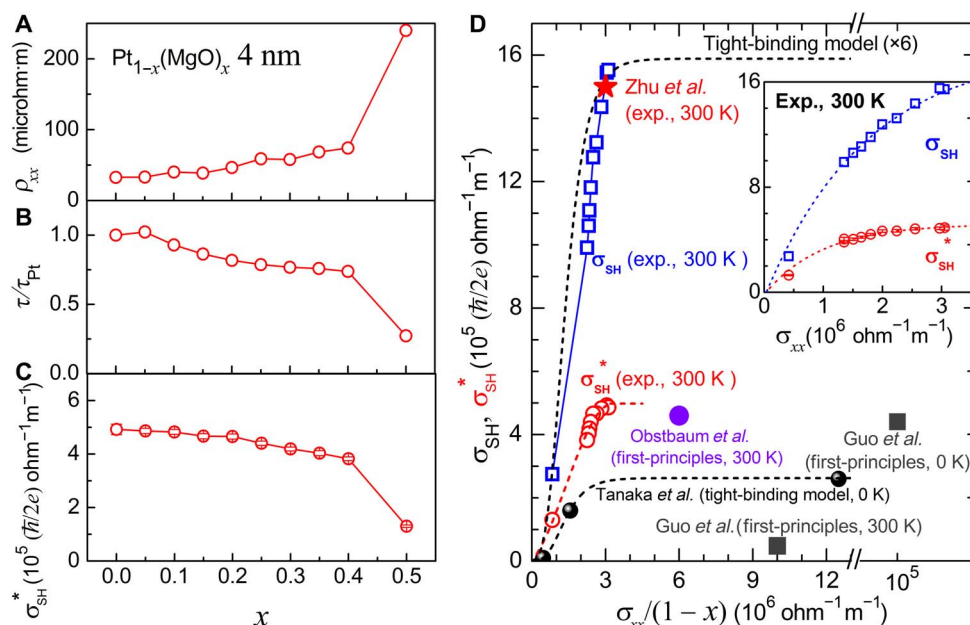 A
Pt1−x(MgO)x 4 nm
ρxx (microhm·m)
200
100
0
B
τ/τPt
1.0
0.5
0.0
C
σ*SH (10^5 (ℏ/2e) ohm−1m−1)
6
4
2
0
0.0 0.1 0.2 0.3 0.4 0.5
x
D
σSH, σ*SH (10^5 (ℏ/2e) ohm−1m−1)
16
12
8
4
0
Tight-binding model (×6)
Zhu et al.
(exp., 300 K)
σSH (exp., 300 K)
σ*SH (exp., 300 K)
Obstbaum et al.
(first-principles, 300 K)
Guo et al.
(first-principles, 0 K)
Tanaka et al. (tight-binding model, 0 K)
Guo et al. (first-principles, 300 K)
0 3 6 9 12 10^5
σxx/(1 − x) (10^6 ohm−1m−1)
Exp., 300 K
16
8
0
σSH
σ*SH
0 1 2 3
σxx(10^6 ohm−1m−1)